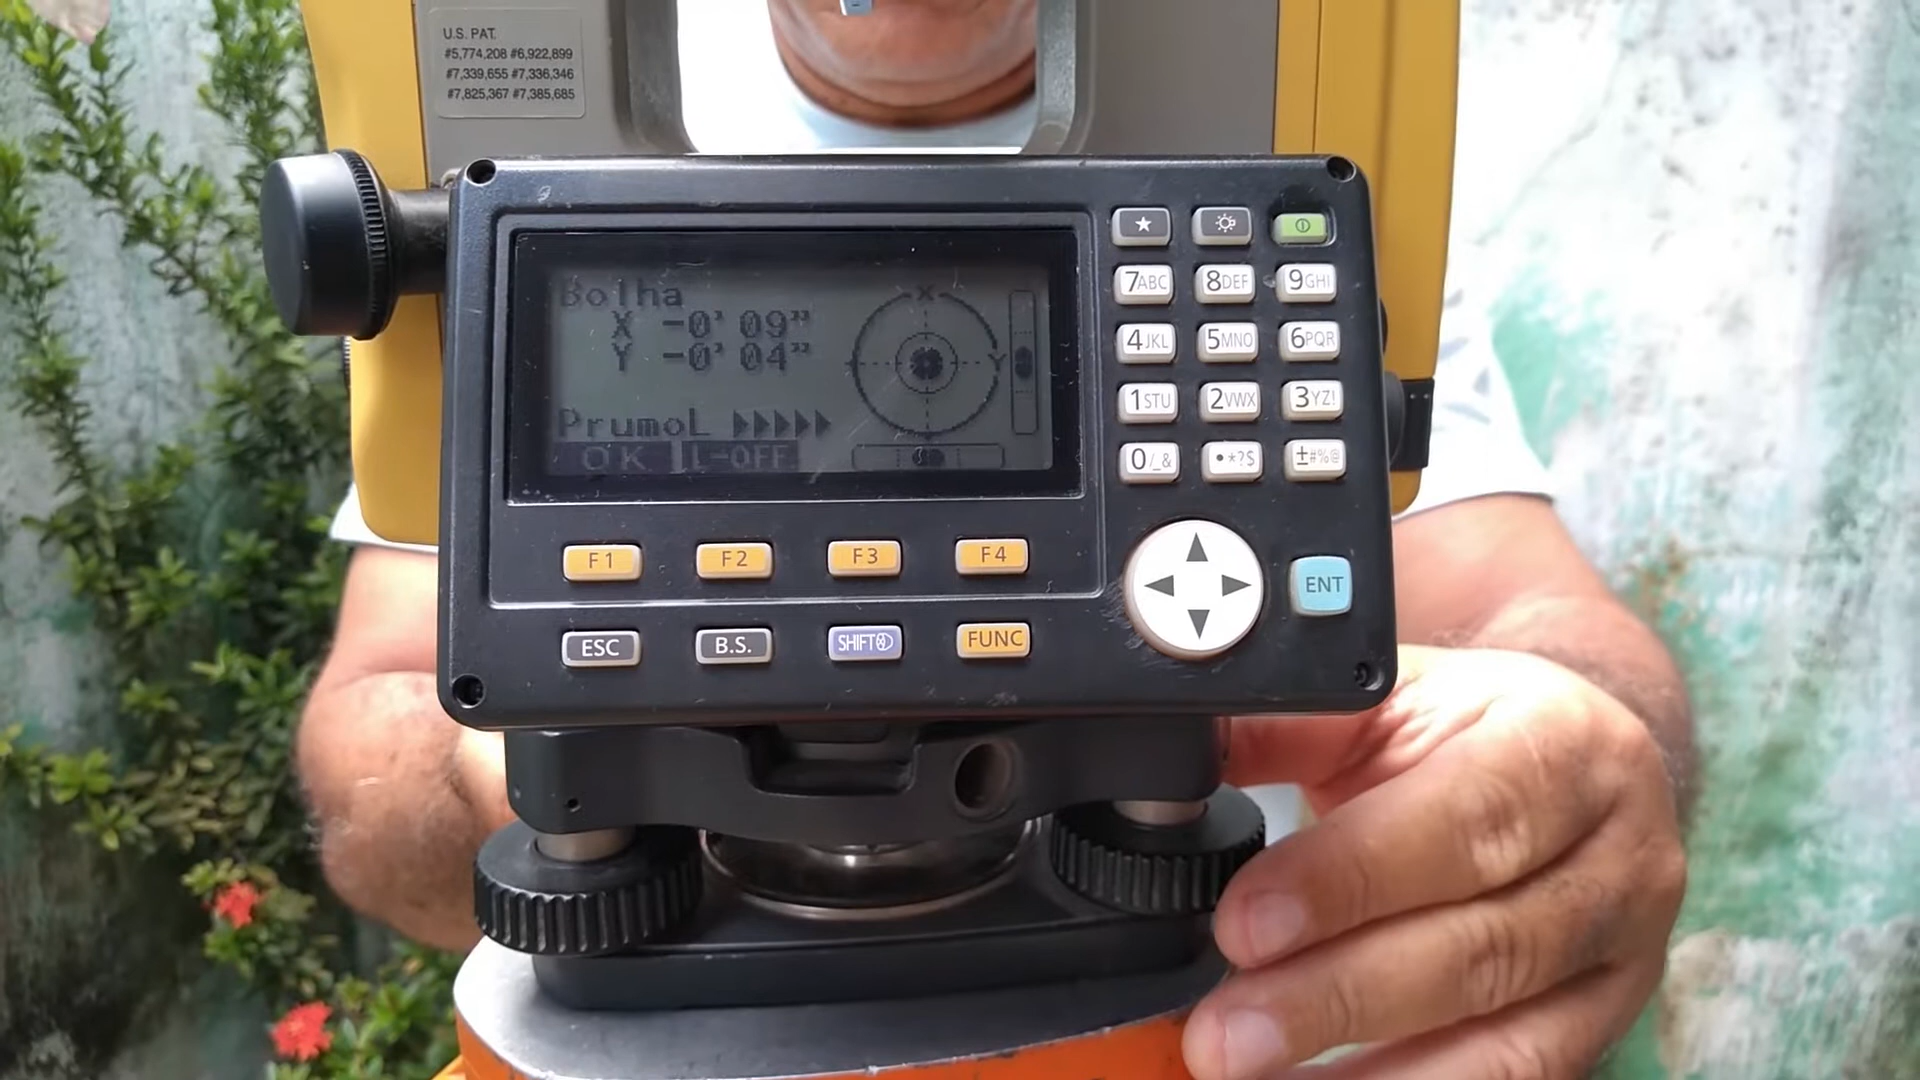 U.S. PAT.
#5,774,208 #6,922,899
#7,339,655 #7,336,346
#7,825,367 #7,385,685
Bolha
X -0' 09"
Y -0' 04"
X
Y
PrumoL
OK L-OFF
★
7ABC 8DEF 9GHI
4JKL 5MNO 6PQR
1STU 2VWX 3YZ!
0/_& •*?$ ±#%@
F1 F2 F3 F4
ESC B.S. SHIFT FUNC
ENT